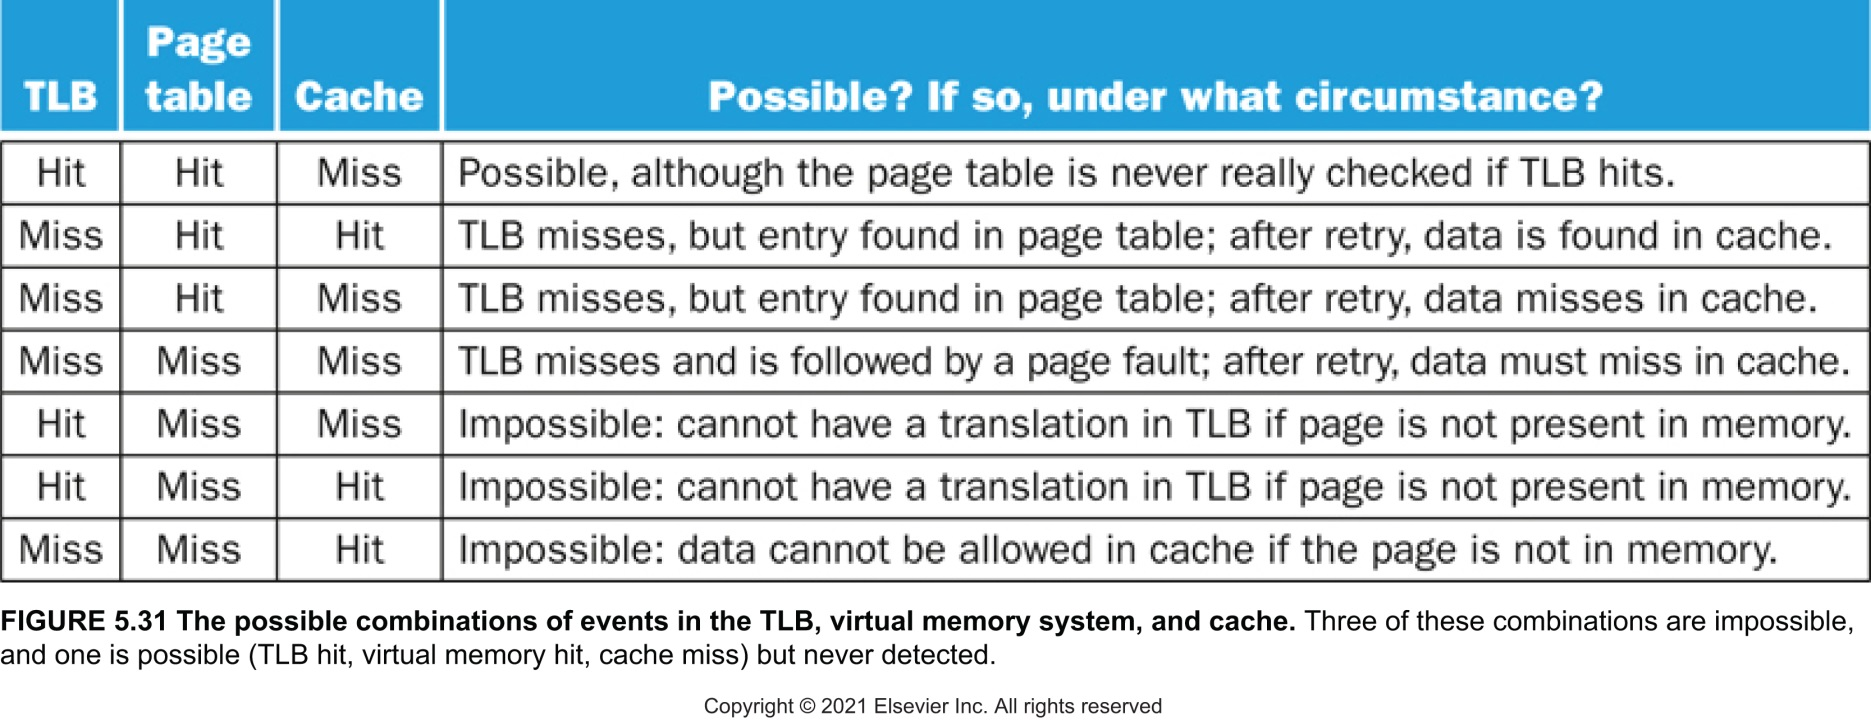 TLB Page table Cache Possible? If so, under what circumstance?
Hit Hit Miss Possible, although the page table is never really checked if TLB hits.
Miss Hit Hit TLB misses, but entry found in page table; after retry, data is found in cache.
Miss Hit Miss TLB misses, but entry found in page table; after retry, data misses in cache.
Miss Miss Miss TLB misses and is followed by a page fault; after retry, data must miss in cache.
Hit Miss Miss Impossible: cannot have a translation in TLB if page is not present in memory.
Hit Miss Hit Impossible: cannot have a translation in TLB if page is not present in memory.
Miss Miss Hit Impossible: data cannot be allowed in cache if the page is not in memory.
FIGURE 5.31 The possible combinations of events in the TLB, virtual memory system, and cache. Three of these combinations are impossible,
and one is possible (TLB hit, virtual memory hit, cache miss) but never detected.
Copyright © 2021 Elsevier Inc. All rights reserved